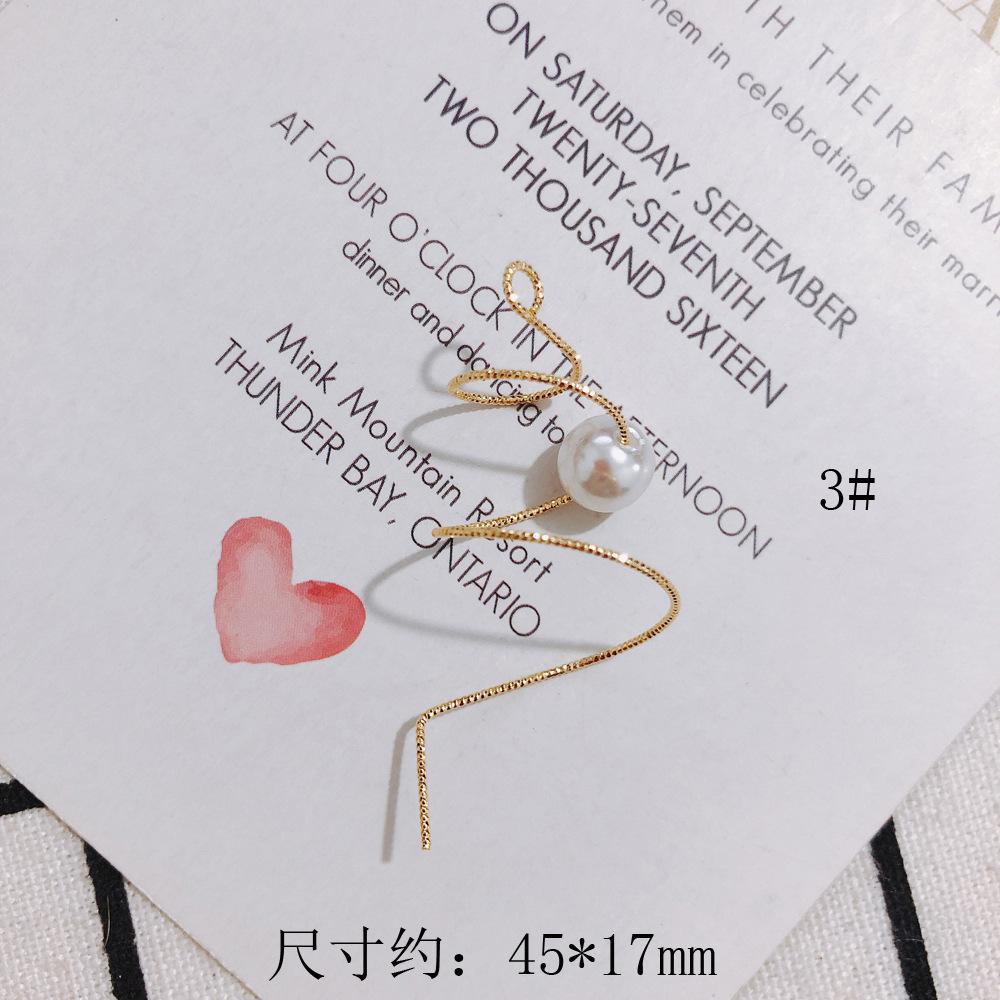 TH THEIR FAM
them in celebrating their marr
ON SATURDAY, SEPTEMBER
TWENTY-SEVENTH
TWO THOUSAND SIXTEEN
AT FOUR O'CLOCK IN THE AFTERNOON
dinner and dancing to
Mink Mountain Resort
THUNDER BAY, ONTARIO
3#
尺寸约：45*17mm